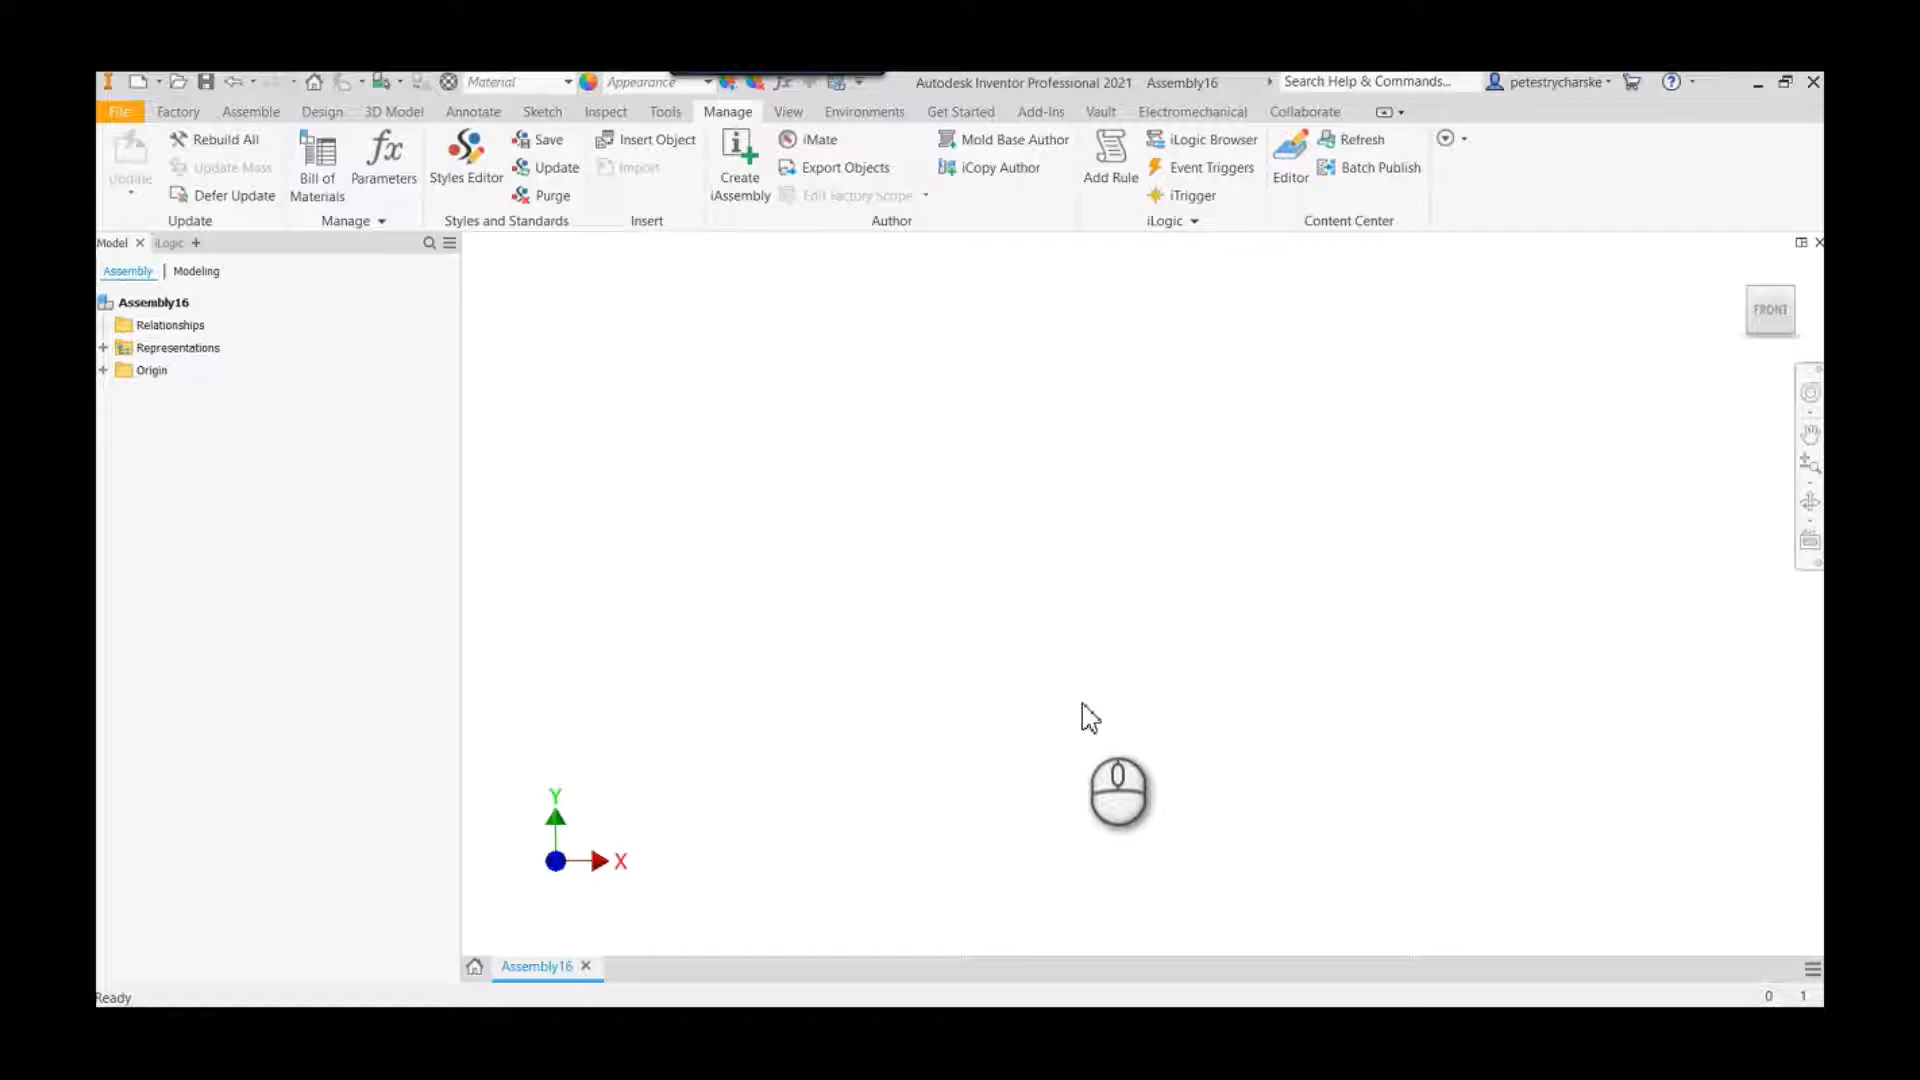 Material Appearance Autodesk Inventor Professional 2021 Assembly16 Search Help & Commands... petestrycharske
File Factory Assemble Design 3D Model Annotate Sketch Inspect Tools Manage View Environments Get Started Add-Ins Vault Electromechanical Collaborate
Update
Rebuild All
Update Mass
Defer Update
Update
Bill of
Materials
fx
Parameters
Manage
Styles Editor
Save
Update
Purge
Styles and Standards
Insert Object
Import
Insert
Create
iAssembly
iMate
Export Objects
Edit Factory Scope
Mold Base Author
iCopy Author
Author
Add Rule
iLogic Browser
Event Triggers
iTrigger
iLogic
Editor
Refresh
Batch Publish
Content Center
Model iLogic +
Assembly | Modeling
Assembly16
Relationships
Representations
Origin
FRONT
Y
X
Assembly16
Ready
0 1